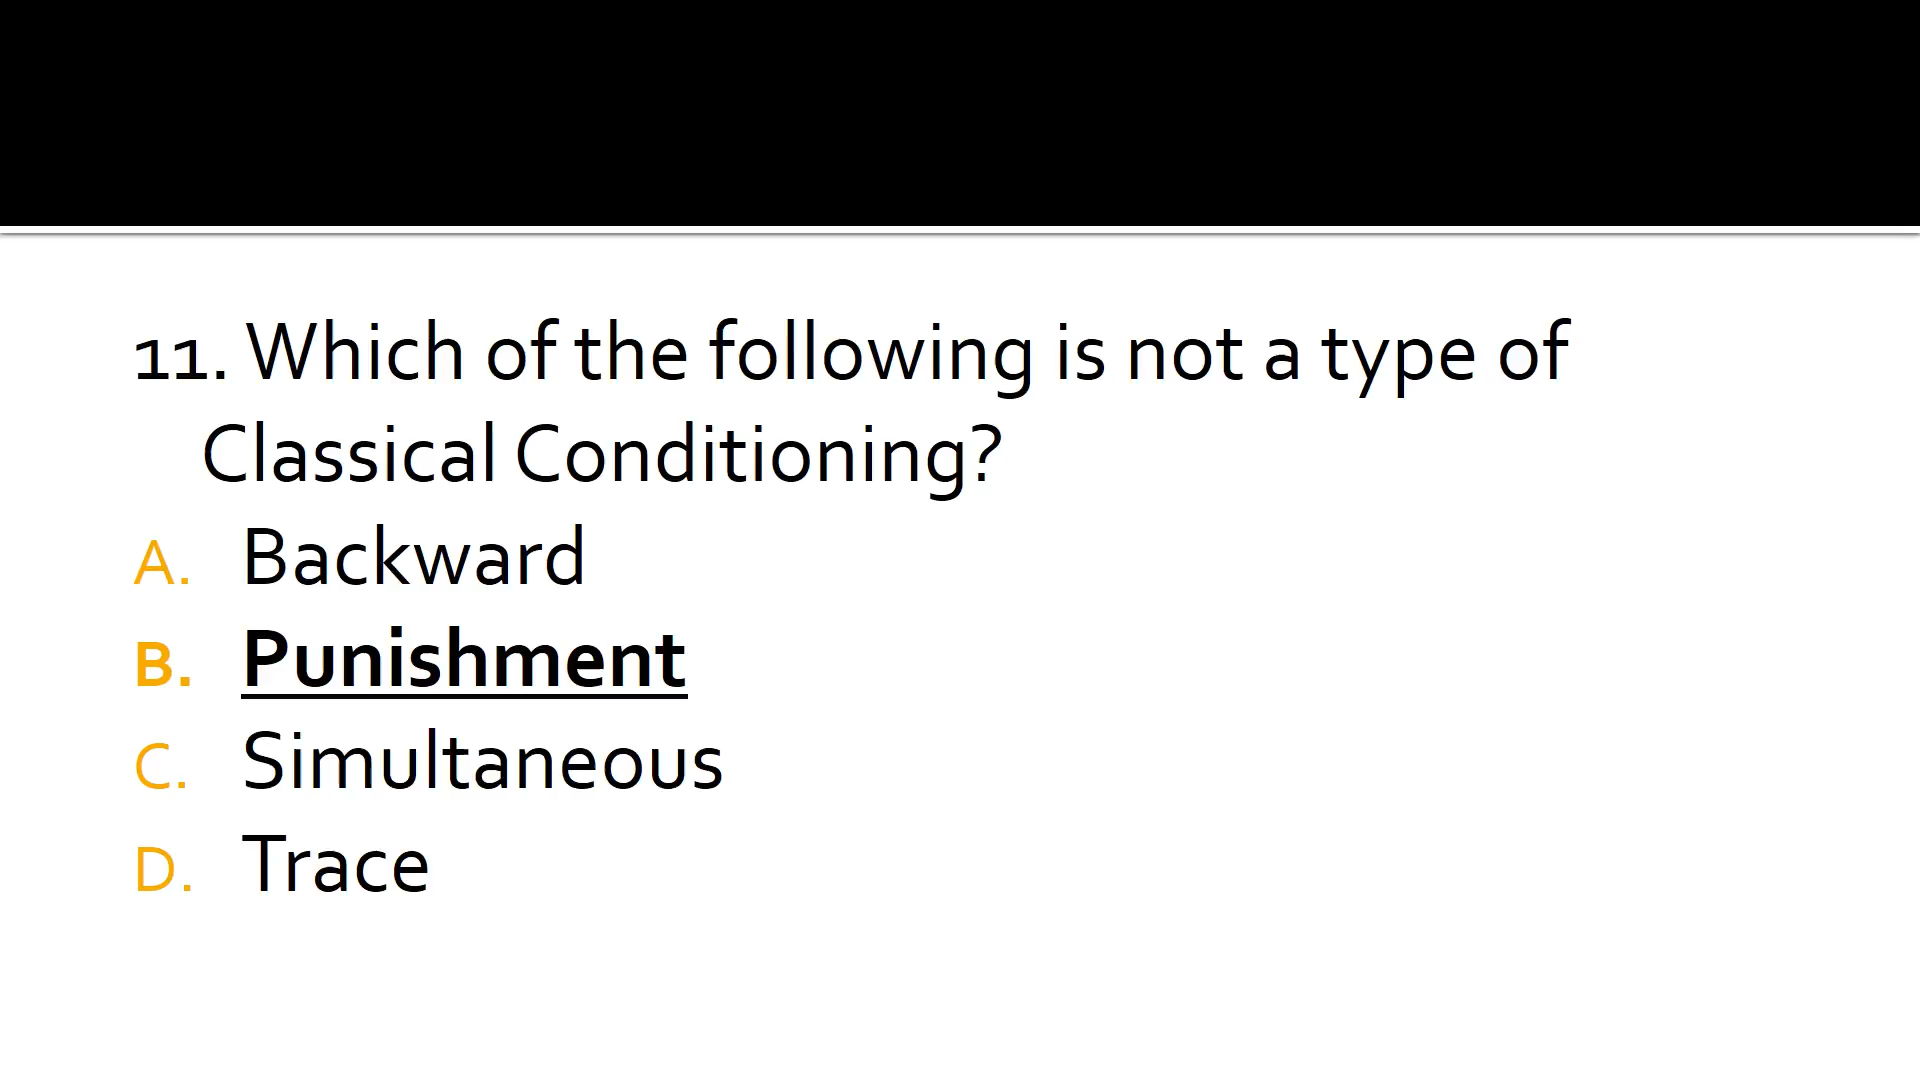 11. Which of the following is not a type of
Classical Conditioning?
A. Backward
B. Punishment
C. Simultaneous
D. Trace